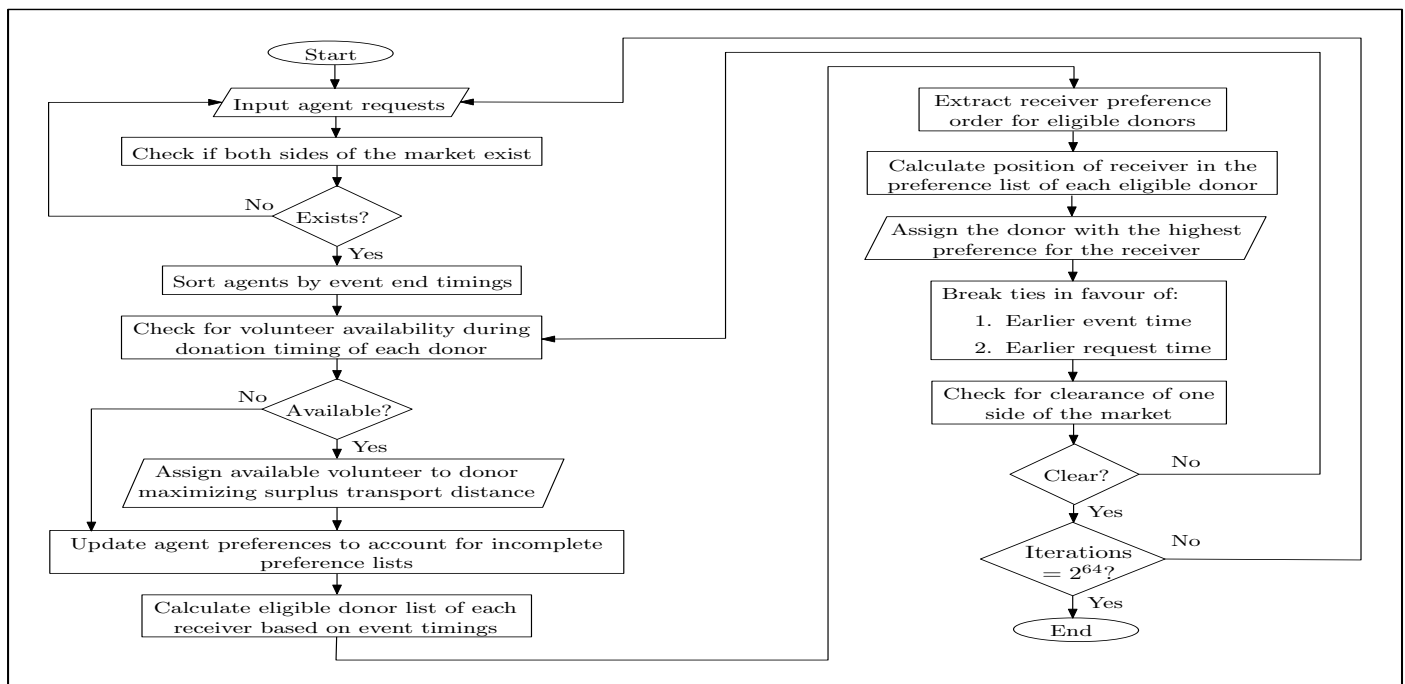 Start
Input agent requests
Check if both sides of the market exist
No
Exists?
Yes
Sort agents by event end timings
Check for volunteer availability during
donation timing of each donor
No
Available?
Yes
Assign available volunteer to donor
maximizing surplus transport distance
Update agent preferences to account for incomplete
preference lists
Calculate eligible donor list of each
receiver based on event timings
Extract receiver preference
order for eligible donors
Calculate position of receiver in the
preference list of each eligible donor
Assign the donor with the highest
preference for the receiver
Break ties in favour of:
1. Earlier event time
2. Earlier request time
Check for clearance of one
side of the market
No
Clear?
Yes
No
Iterations
= 2^64?
Yes
End